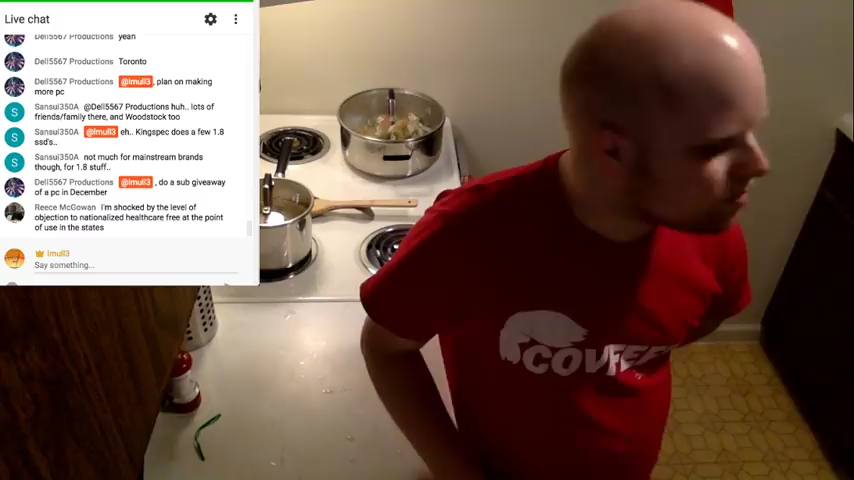 Live chat
Dell5567 Productions yeah
Dell5567 Productions Toronto
Dell5567 Productions @lmull3 , plan on making
more pc
S Sansui350A @Dell5567 Productions huh.. lots of
friends/family there, and Woodstock too
S Sansui350A @lmull3 eh.. Kingspec does a few 1.8
ssd's..
S Sansui350A not much for mainstream brands
though, for 1.8 stuff..
Dell5567 Productions @lmull3 , do a sub giveaway
of a pc in December
Reece McGowan I'm shocked by the level of
objection to nationalized healthcare free at the point
of use in the states
lmull3
Say something...
COVFEFE